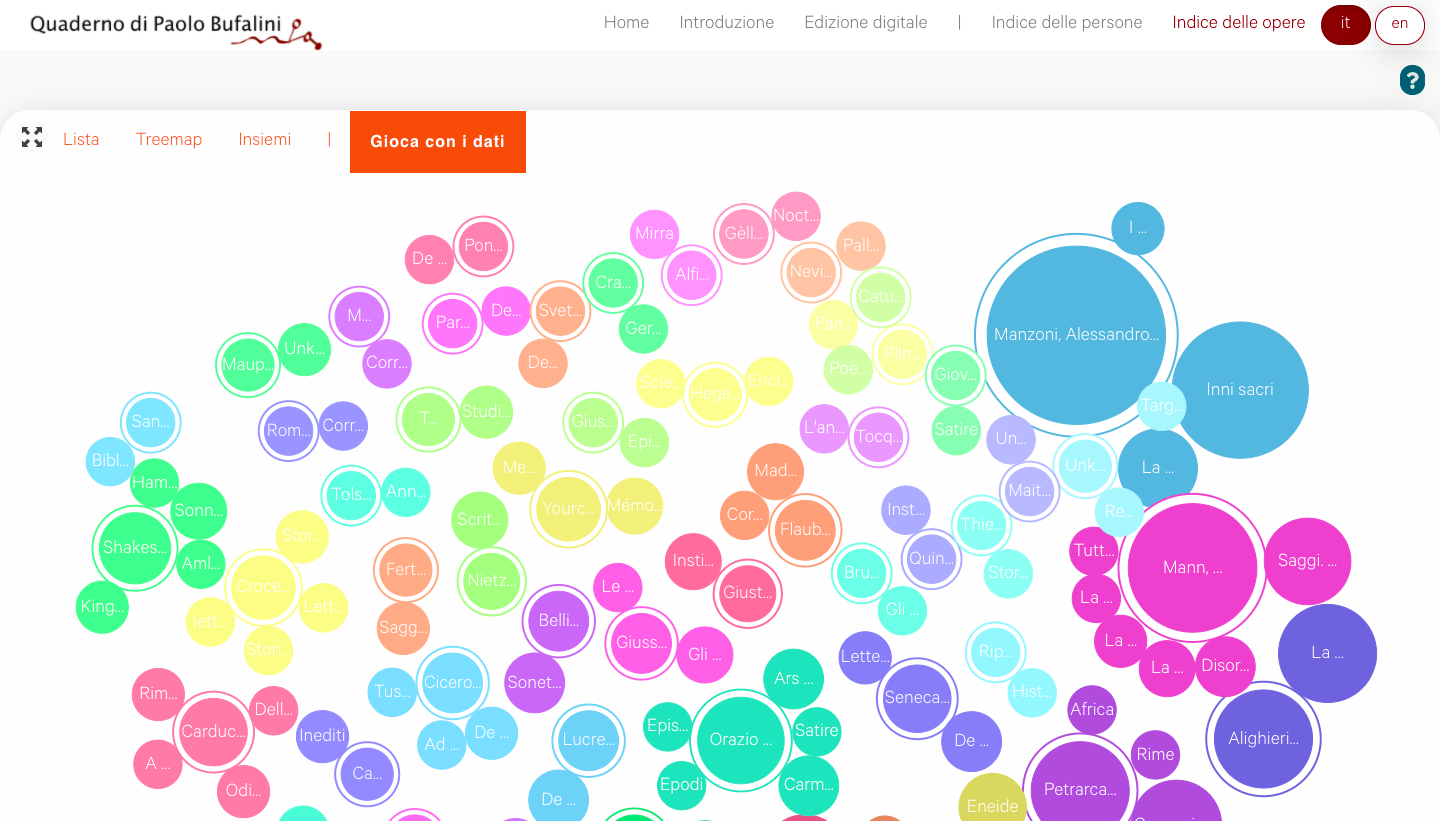 Quaderno di Paolo Bufalini
Home Introduzione Edizione digitale | Indice delle persone Indice delle opere it en
?
Lista Treemap Insiemi | Gioca con i dati
Noct...
I ...
Mirra
Gèll...
Pon...
Pall...
De ...
Nevi...
Alfi...
Cra...
Catu...
De...
Svet...
M...
Par...
Pan...
Ger...
Manzoni, Alessandro...
Unk...
Plin...
Maup...
Corr...
De...
Poe...
Giov...
Scie...
Enci...
Hege...
Inni sacri
Targ...
Studi...
T...
San...
Gius...
Corr...
Rom...
L'an...
Tocq...
Satire
Un...
Epi...
Bibl...
Unk...
La ...
Me...
Mad...
Ham...
Mait...
Ann...
Tols...
Yourc...
Mémo...
Sonn...
Inst...
Re...
Cor...
Scrit...
Thie...
Flaub...
Stor...
Shakes...
Tutt...
Quin...
Insti...
Saggi. ...
Aml...
Mann, ...
Fert...
Bru...
Stor...
Nietz...
Croce...
Le ...
Giust...
La ...
King...
Lett...
Gli ...
lett...
Belli...
Sagg...
La ...
Giuss...
Stori...
Rip...
La ...
Gli ...
Lette...
Disor...
La ...
Ars ...
Cicero...
Sonet...
Tus...
Hist...
Rim...
Seneca...
Dell...
Africa
Epis...
Satire
Carduc...
De ...
Inediti
Lucre...
Orazio ...
De ...
Alighieri...
Ad ...
Rime
A ...
Ca...
Epodi
Carm...
Petrarca...
Odi...
De ...
Eneide